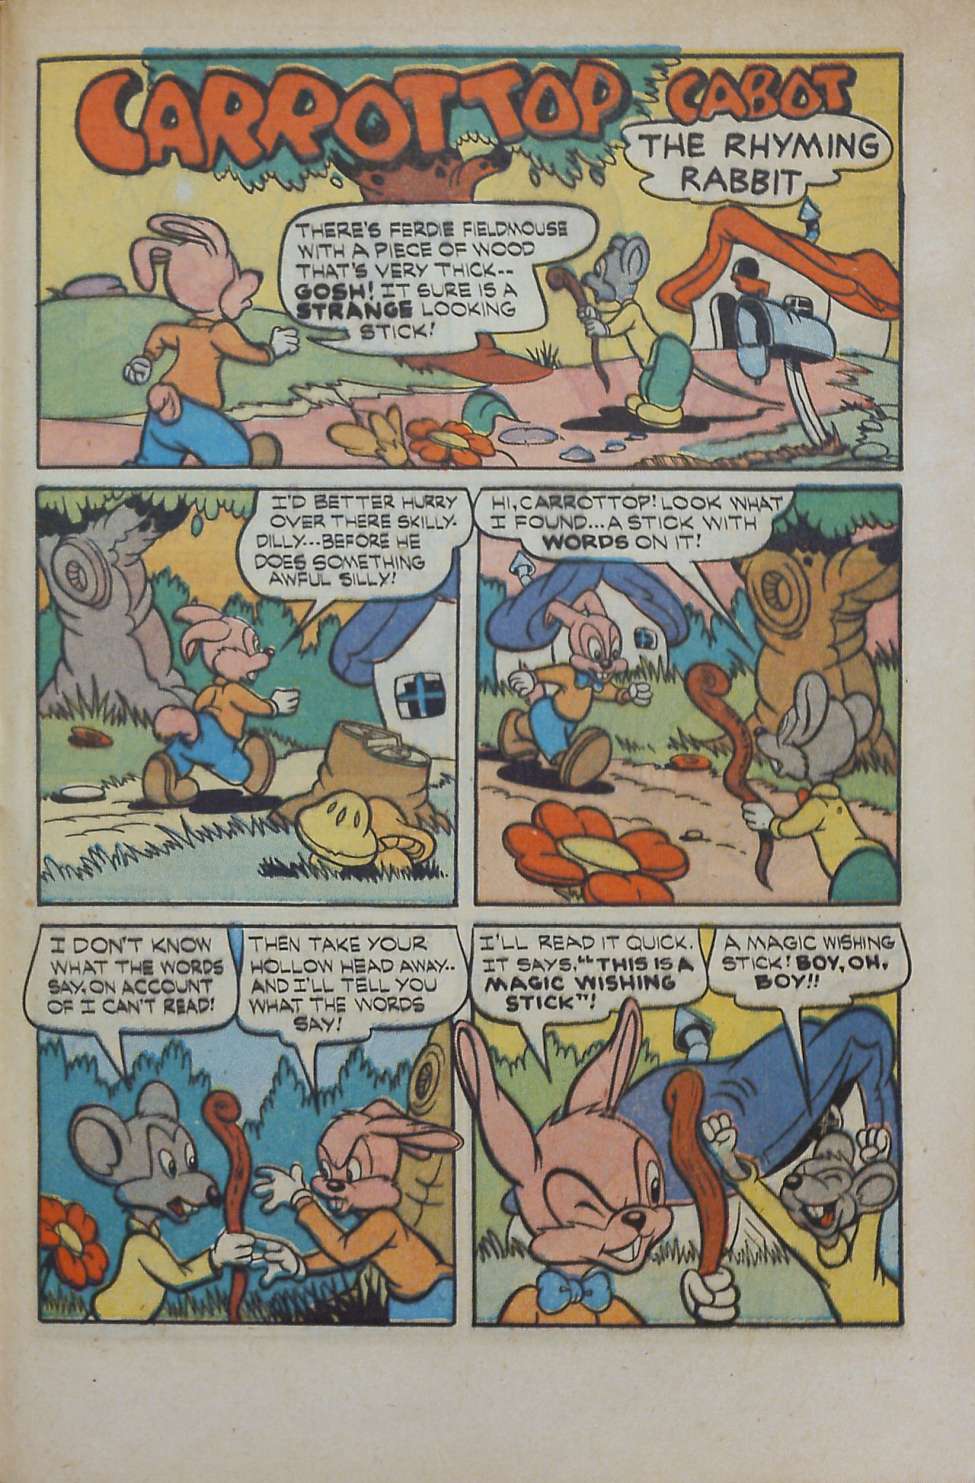 CARROTTOP CABOT
THE RHYMING
RABBIT
THERE'S FERDIE FIELDMOUSE
WITH A PIECE OF WOOD
THAT'S VERY THICK--
GOSH! IT SURE IS A
STRANGE LOOKING
STICK!
I'D BETTER HURRY
OVER THERE SKILLY-
DILLY---BEFORE HE
DOES SOMETHING
AWFUL SILLY!
HI, CARROTTOP! LOOK WHAT
I FOUND...A STICK WITH
WORDS ON IT!
I DON'T KNOW
WHAT THE WORDS
SAY, ON ACCOUNT
OF I CAN'T READ!
THEN TAKE YOUR
HOLLOW HEAD AWAY--
AND I'LL TELL YOU
WHAT THE WORDS
SAY!
I'LL READ IT QUICK.
IT SAYS, "THIS IS A
MAGIC WISHING
STICK"!
A MAGIC WISHING
STICK! BOY, OH,
BOY!!